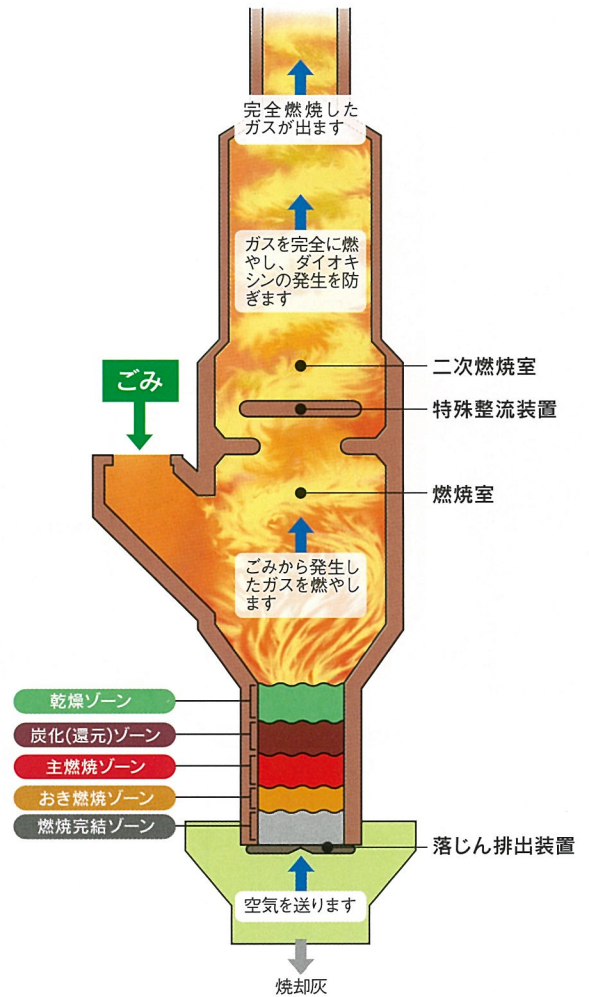 完全燃焼した
ガスが出ます
ガスを完全に燃
やし、ダイオキ
シンの発生を防
ぎます
二次燃焼室
ごみ
特殊整流装置
燃焼室
ごみから発生し
たガスを燃やし
ます
乾燥ゾーン
炭化(還元)ゾーン
主燃焼ゾーン
おき燃焼ゾーン
燃焼完結ゾーン
落じん排出装置
空気を送ります
焼却灰